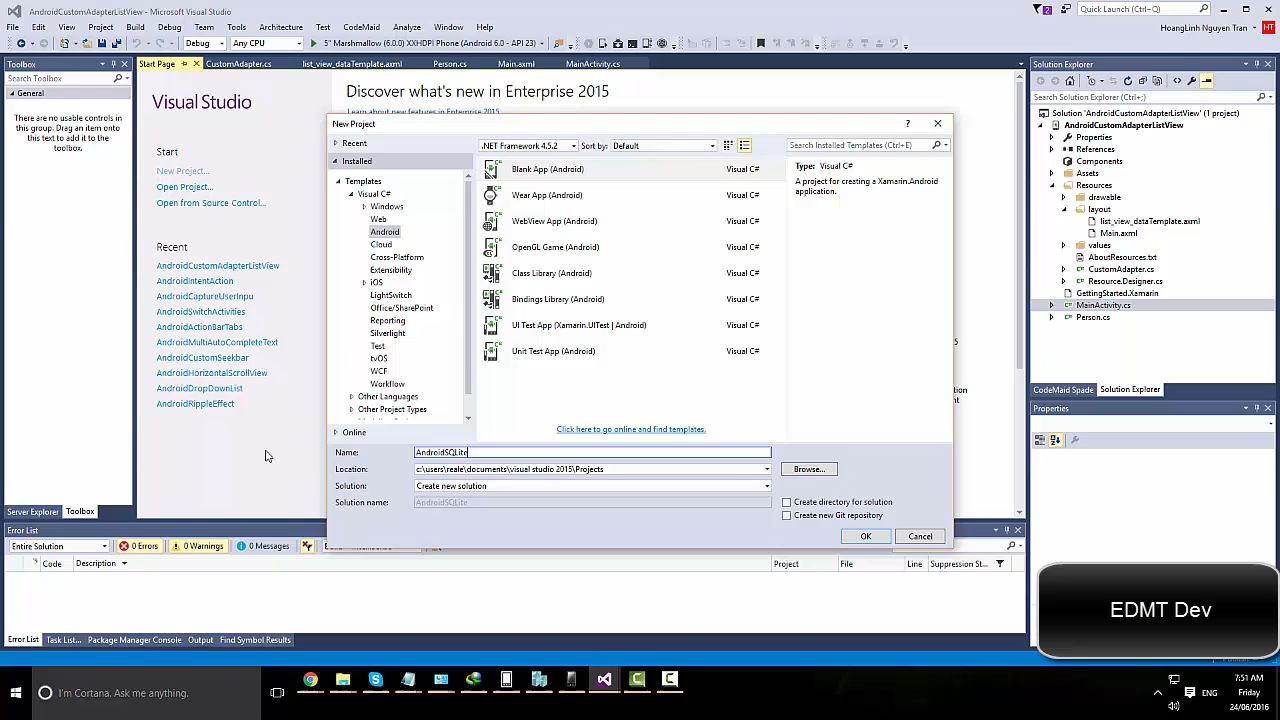 AndroidCustomAdapterListView - Microsoft Visual Studio
2
Quick Launch (Ctrl+Q)
File Edit View Project Build Debug Team Tools Architecture Test CodeMaid Analyze Window Help
HoangLinh Nguyen Tran
HT
Debug Any CPU 5" Marshmallow (6.0.0) XXHDPI Phone (Android 6.0 - API 23)
Toolbox
Search Toolbox
General
There are no usable controls in
this group. Drag an item onto
this text to add it to the
toolbox.
Server Explorer Toolbox
Start Page CustomAdapter.cs list_view_dataTemplate.axml Person.cs Main.axml MainActivity.cs
Visual Studio
Discover what's new in Enterprise 2015
Learn about new features in Enterprise 2015
Start
New Project...
Open Project...
Open from Source Control...
Recent
AndroidCustomAdapterListView
AndroidIntentAction
AndroidCaptureUserInpu
AndroidSwitchActivities
AndroidActionBarTabs
AndroidMultiAutoCompleteText
AndroidCustomSeekbar
AndroidHorizontalScrollView
AndroidDropDownList
AndroidRippleEffect
New Project
?
Recent
Installed
Templates
Visual C#
Windows
Web
Android
Cloud
Cross-Platform
Extensibility
iOS
LightSwitch
Office/SharePoint
Reporting
Silverlight
Test
tvOS
WCF
Workflow
Other Languages
Other Project Types
Online
.NET Framework 4.5.2 Sort by: Default
Search Installed Templates (Ctrl+E)
Blank App (Android) Visual C#
Wear App (Android) Visual C#
WebView App (Android) Visual C#
OpenGL Game (Android) Visual C#
Class Library (Android) Visual C#
Bindings Library (Android) Visual C#
UI Test App (Xamarin.UITest | Android) Visual C#
Unit Test App (Android) Visual C#
Click here to go online and find templates.
Type: Visual C#
A project for creating a Xamarin.Android
application.
Name: AndroidSQLite
Location: c:\users\reale\documents\visual studio 2015\Projects
Browse...
Solution: Create new solution
Solution name: AndroidSQLite
Create directory for solution
Create new Git repository
OK Cancel
Solution Explorer
Search Solution Explorer (Ctrl+;)
Solution 'AndroidCustomAdapterListView' (1 project)
AndroidCustomAdapterListView
Properties
References
Components
Assets
Resources
drawable
layout
list_view_dataTemplate.axml
Main.axml
values
AboutResources.txt
CustomAdapter.cs
Resource.Designer.cs
GettingStarted.Xamarin
MainActivity.cs
Person.cs
CodeMaid Spade Solution Explorer
Properties
Error List
Entire Solution 0 Errors 0 Warnings 0 Messages
Code Description Project File Line Suppression St...
Error List Task List... Package Manager Console Output Find Symbol Results
EDMT Dev
I'm Cortana. Ask me anything.
ENG
7:51 AM
Friday
24/06/2016